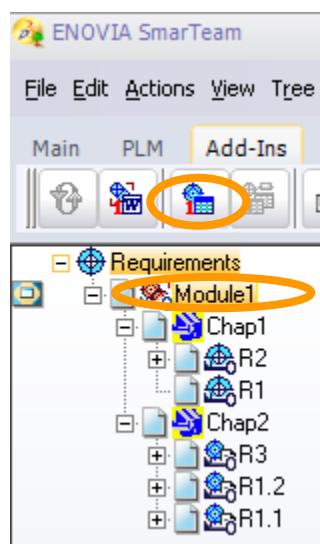 ENOVIA SmarTeam
File Edit Actions View Tree
Main PLM Add-Ins
Requirements
Module1
Chap1
R2
R1
Chap2
R3
R1.2
R1.1